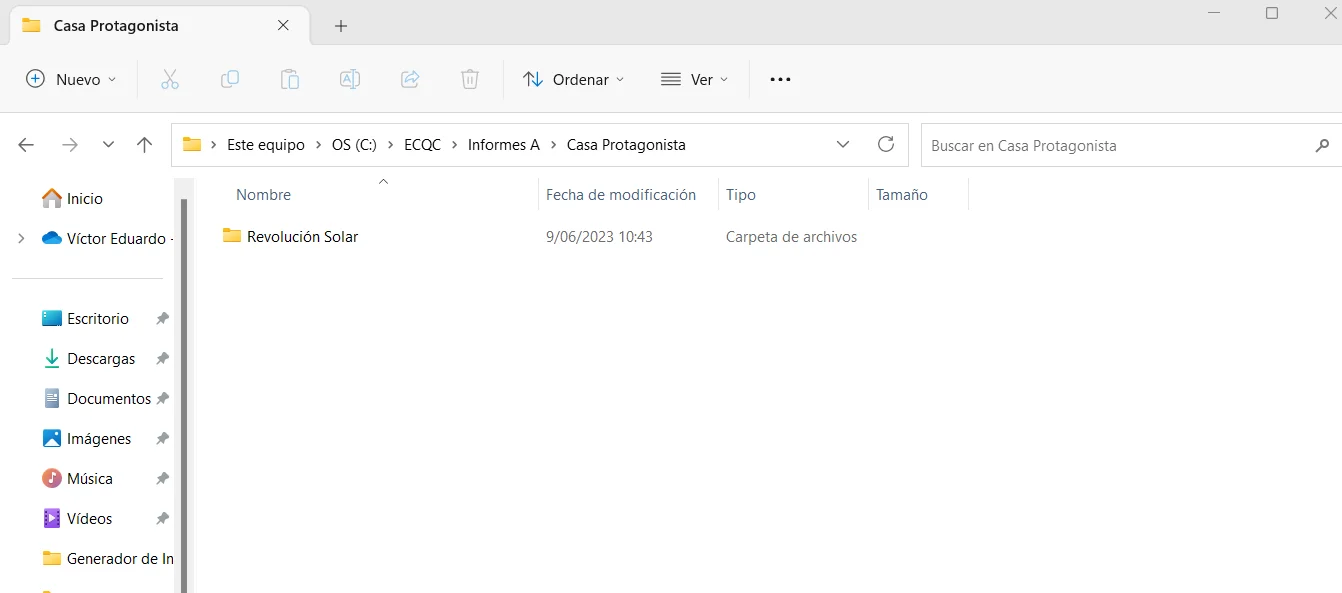 Casa Protagonista
Nuevo Ordenar Ver
Este equipo OS (C:) ECQC Informes A Casa Protagonista Buscar en Casa Protagonista
Inicio
Víctor Eduardo -
Escritorio
Descargas
Documentos
Imágenes
Música
Vídeos
Generador de In
Nombre Fecha de modificación Tipo Tamaño
Revolución Solar 9/06/2023 10:43 Carpeta de archivos